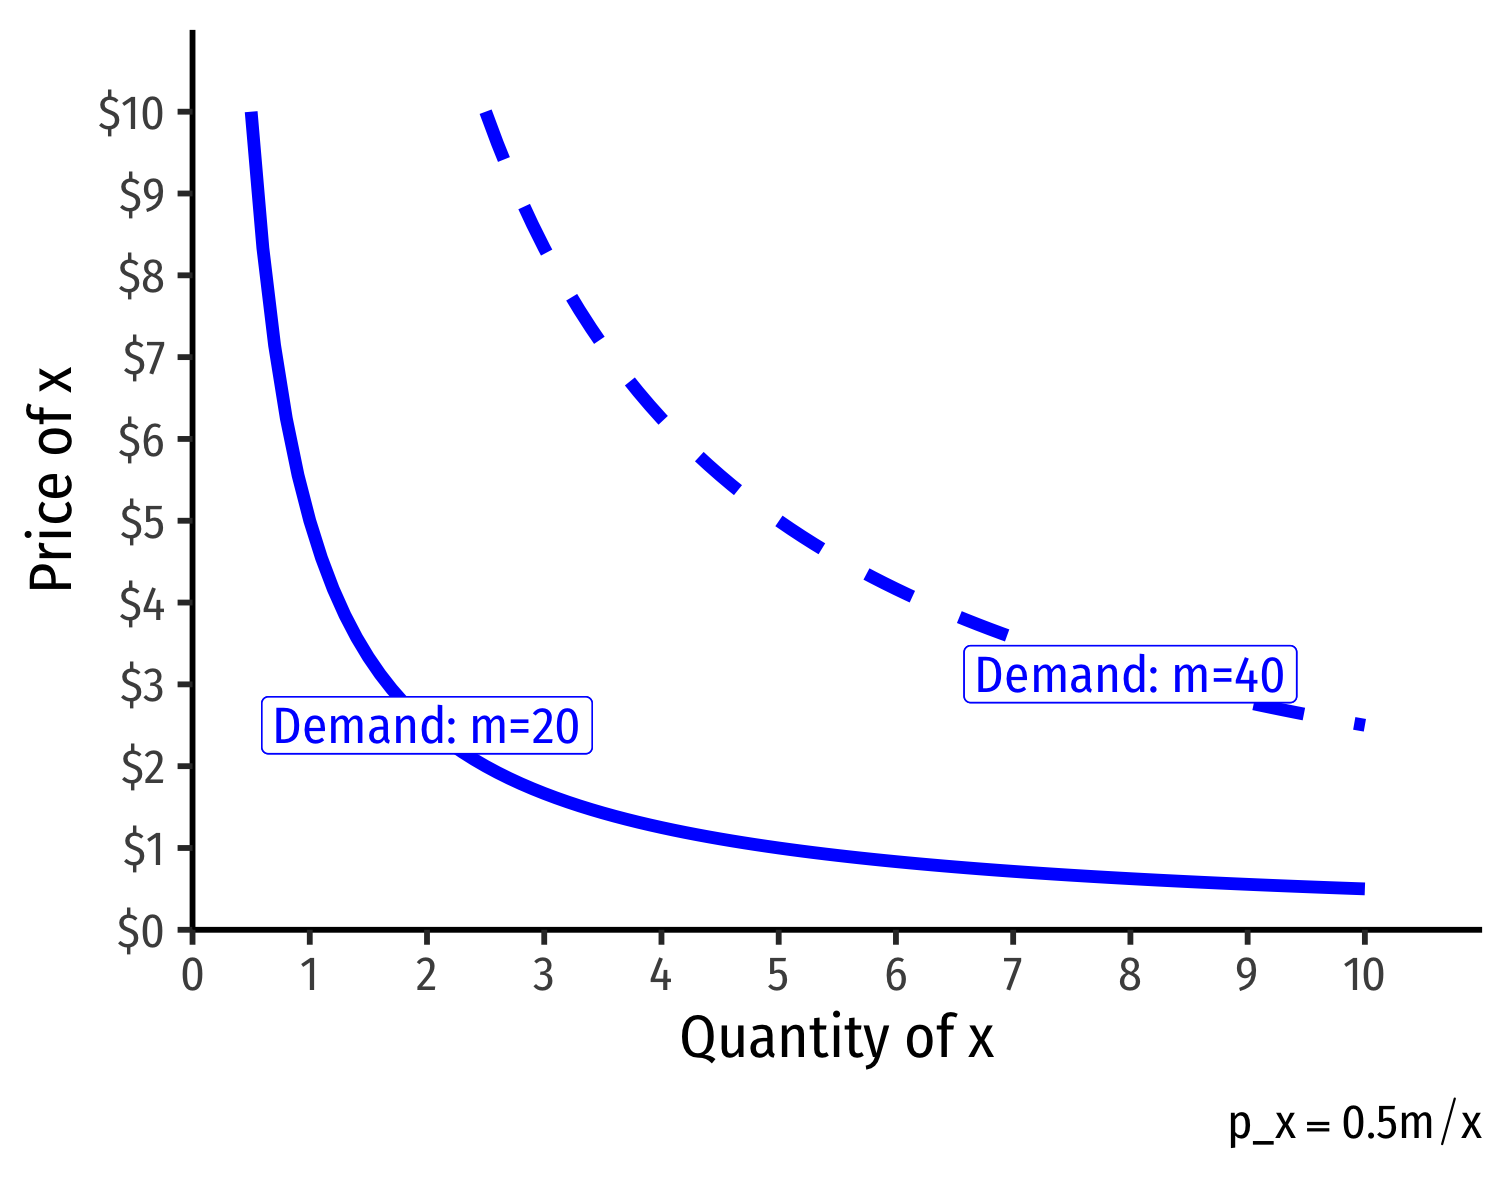 Price of x
$10
$9
$8
$7
$6
$5
$4
$3
$2
$1
$0
Demand: m=40
Demand: m=20
0 1 2 3 4 5 6 7 8 9 10
Quantity of x
p_x = 0.5m/x